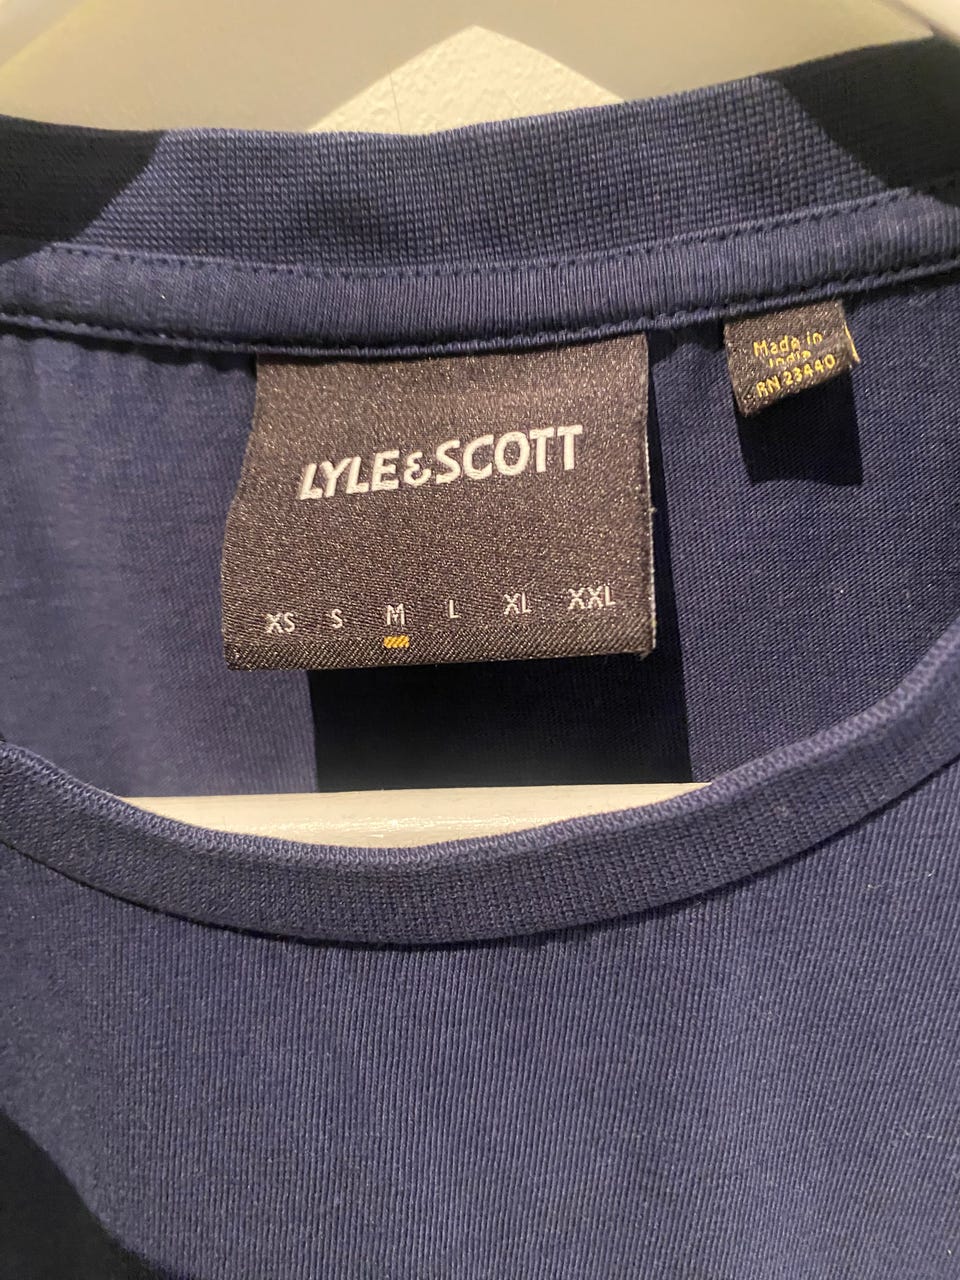 LYLE&SCOTT
XS S M L XL XXL
Made in
India
RN 23440